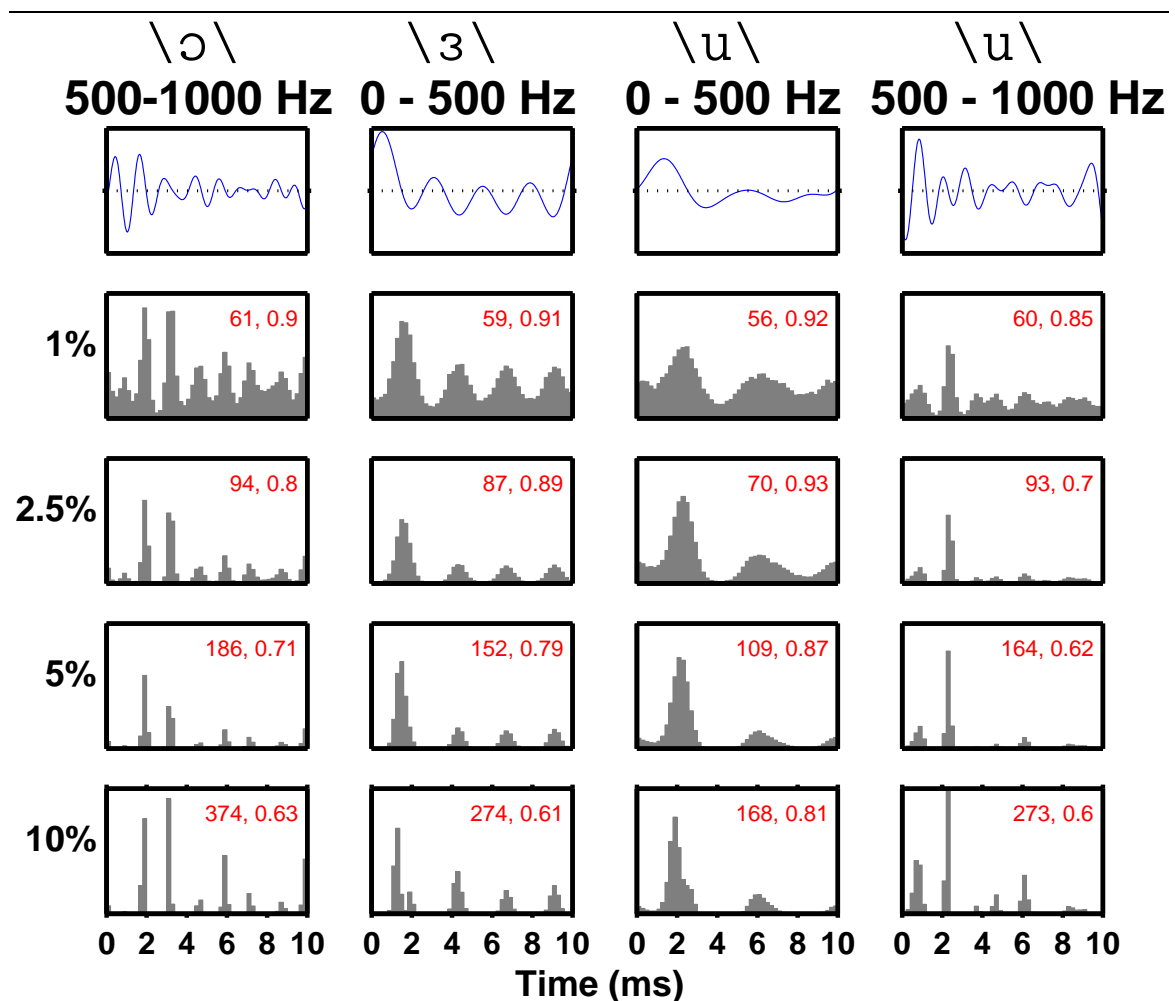 \ɔ\ \ɜ\ \u\ \u\
500-1000 Hz 0 - 500 Hz 0 - 500 Hz 500 - 1000 Hz
1% 61, 0.9 59, 0.91 56, 0.92 60, 0.85
2.5% 94, 0.8 87, 0.89 70, 0.93 93, 0.7
5% 186, 0.71 152, 0.79 109, 0.87 164, 0.62
10% 374, 0.63 274, 0.61 168, 0.81 273, 0.6
0 2 4 6 8 10 0 2 4 6 8 10 0 2 4 6 8 10 0 2 4 6 8 10
Time (ms)